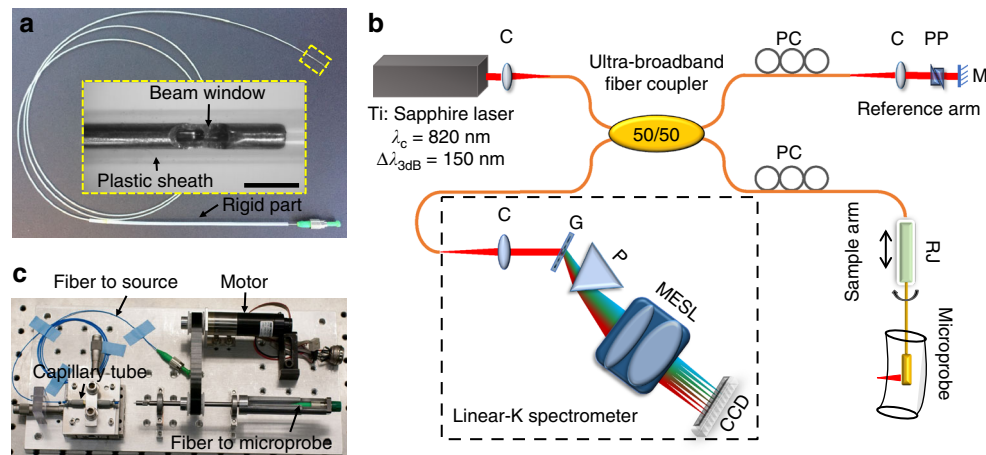 a
Beam window
Plastic sheath
Rigid part
b
C
Ti: Sapphire laser
λc = 820 nm
Δλ3dB = 150 nm
Ultra-broadband
fiber coupler
50/50
PC
C
PP
M
Reference arm
PC
Sample arm
RJ
Microprobe
C
G
P
MESL
CCD
Linear-K spectrometer
c
Fiber to source
Motor
Capillary tube
Fiber to microprobe